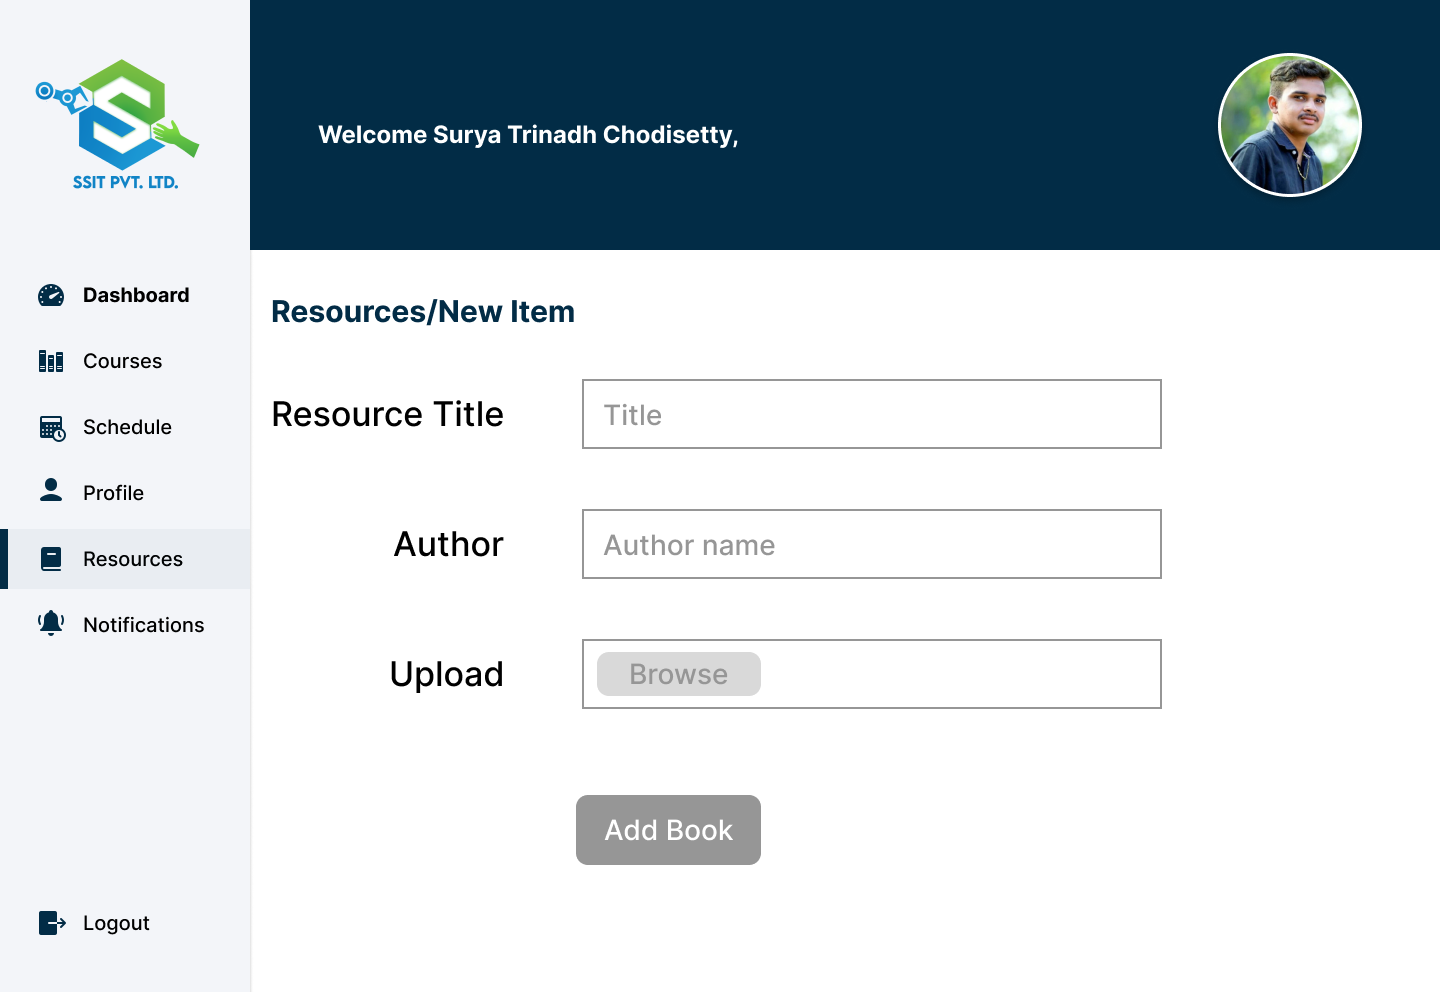 SSIT PVT. LTD.
Welcome Surya Trinadh Chodisetty,
Dashboard
Courses
Schedule
Profile
Resources
Notifications
Logout
Resources/New Item
Resource Title
Title
Author
Author name
Upload
Browse
Add Book